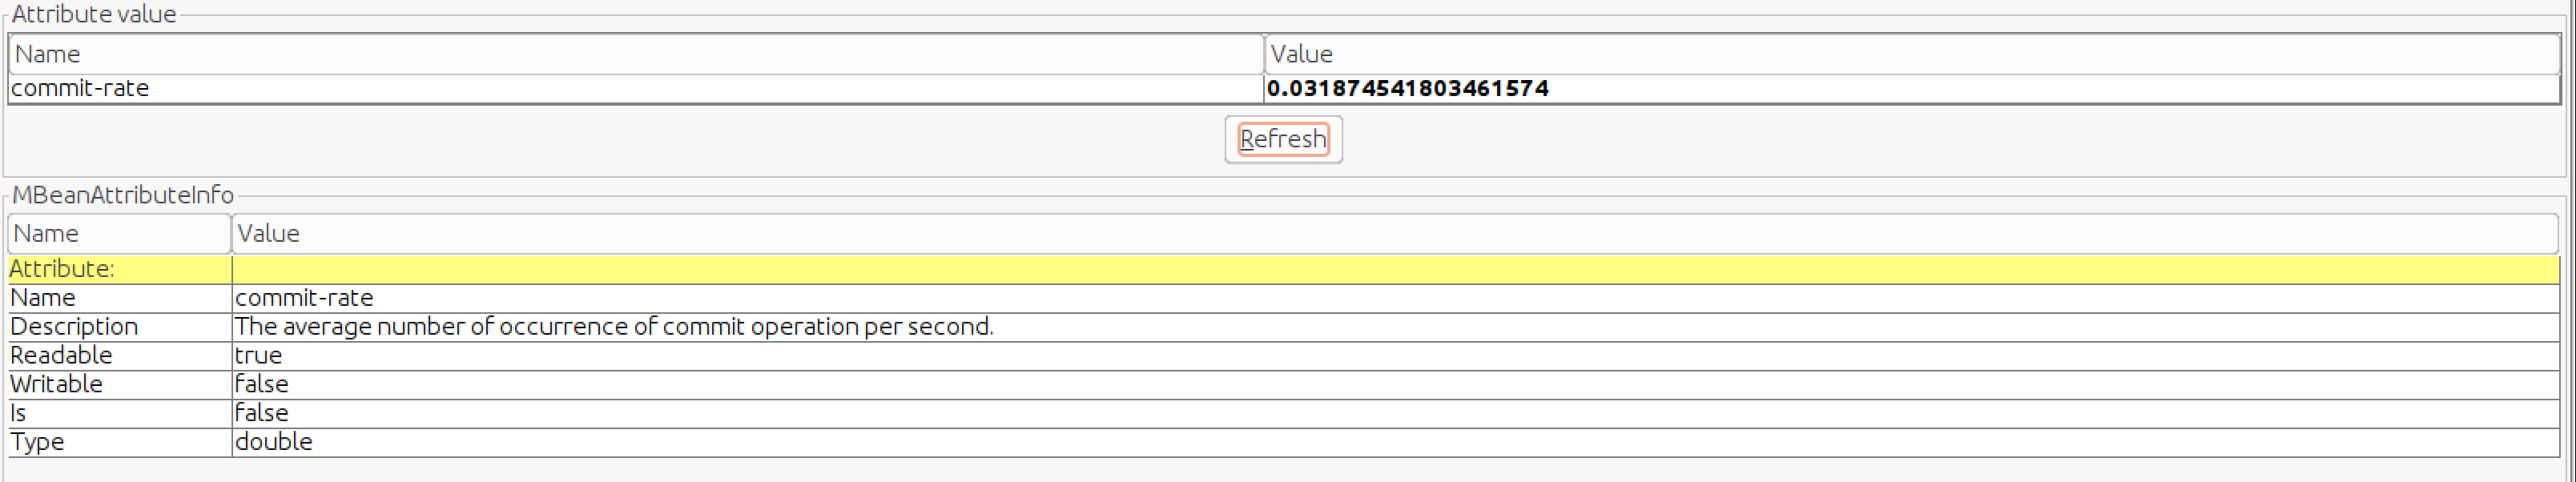 Attribute value
Name Value
commit-rate 0.031874541803461574
Refresh
MBeanAttributeInfo
Name Value
Attribute:
Name commit-rate
Description The average number of occurrence of commit operation per second.
Readable true
Writable false
Is false
Type double